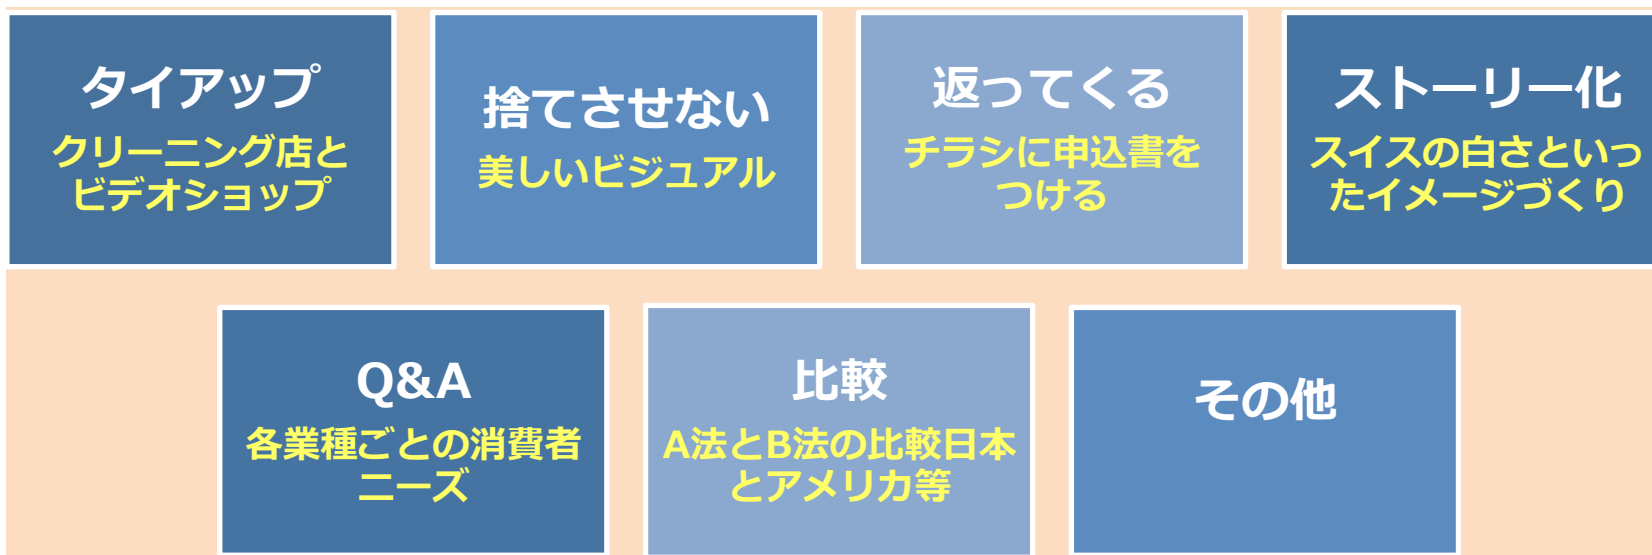 タイアップ
クリーニング店と
ビデオショップ
捨てさせない
美しいビジュアル
返ってくる
チラシに申込書を
つける
ストーリー化
スイスの白さといっ
たイメージづくり
Q&A
各業種ごとの消費者
ニーズ
比較
A法とB法の比較日本
とアメリカ等
その他